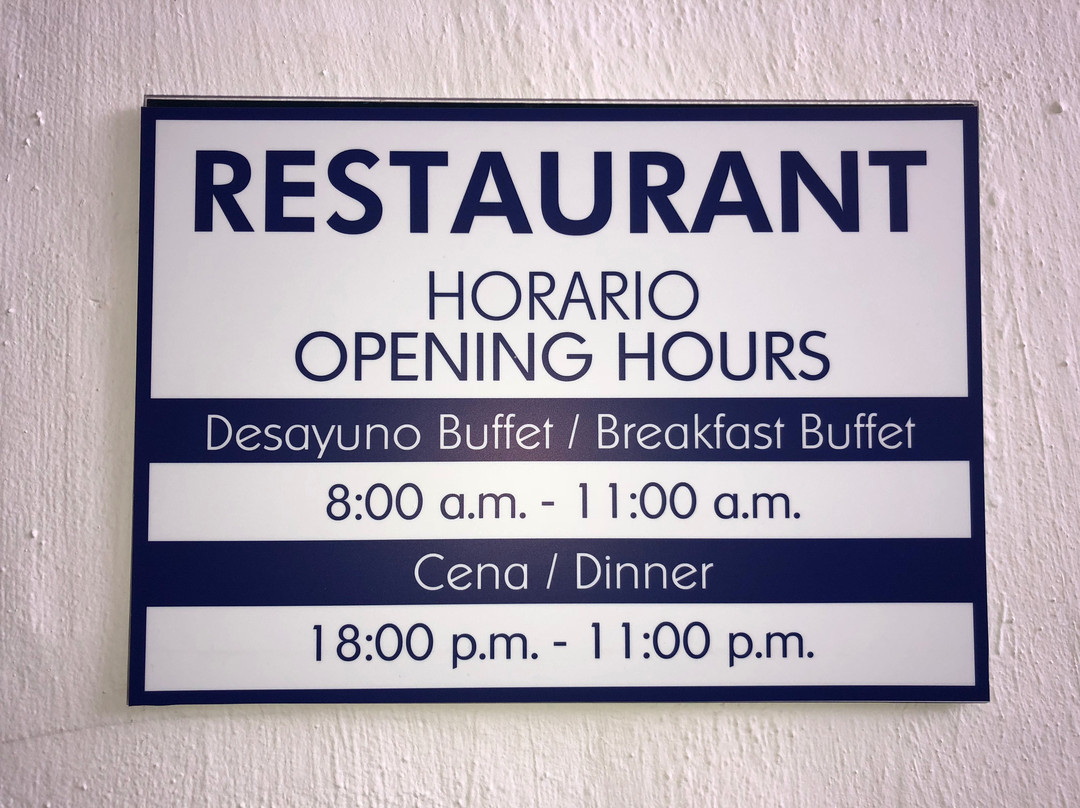 RESTAURANT
HORARIO
OPENING HOURS
Desayuno Buffet / Breakfast Buffet
8:00 a.m. - 11:00 a.m.
Cena / Dinner
18:00 p.m. - 11:00 p.m.